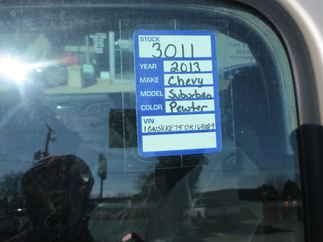 STOCK
3011
YEAR 2013
MAKE Chevy
MODEL Suburban
COLOR Pewter
VIN